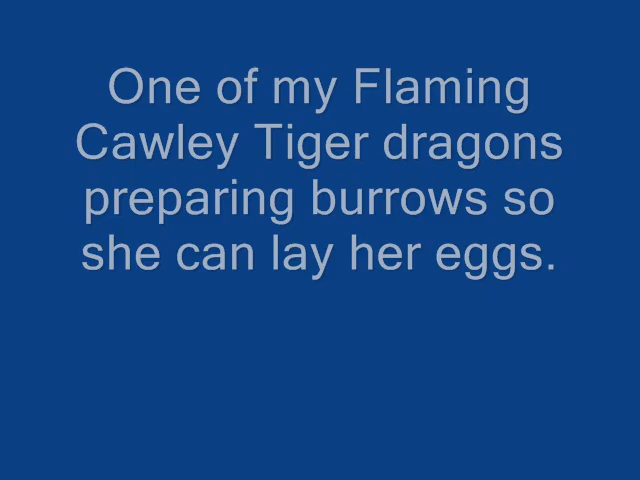 One of my Flaming
Cawley Tiger dragons
preparing burrows so
she can lay her eggs.